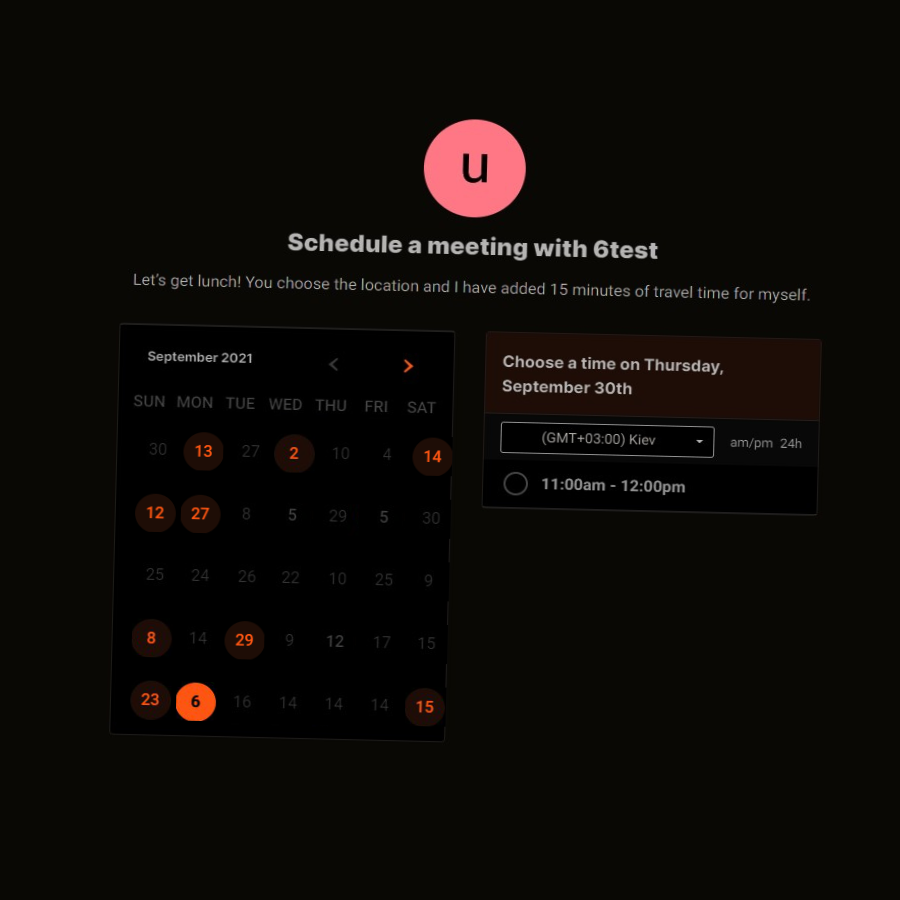 u
Schedule a meeting with 6test
Let's get lunch! You choose the location and I have added 15 minutes of travel time for myself.
September 2021
SUN MON TUE WED THU FRI SAT
30 13 27 2 10 4 14
12 27 8 5 29 5 30
25 24 26 22 10 25 9
8 14 29 9 12 17 15
23 6 16 14 14 14 15
Choose a time on Thursday,
September 30th
(GMT+03:00) Kiev
am/pm 24h
11:00am - 12:00pm